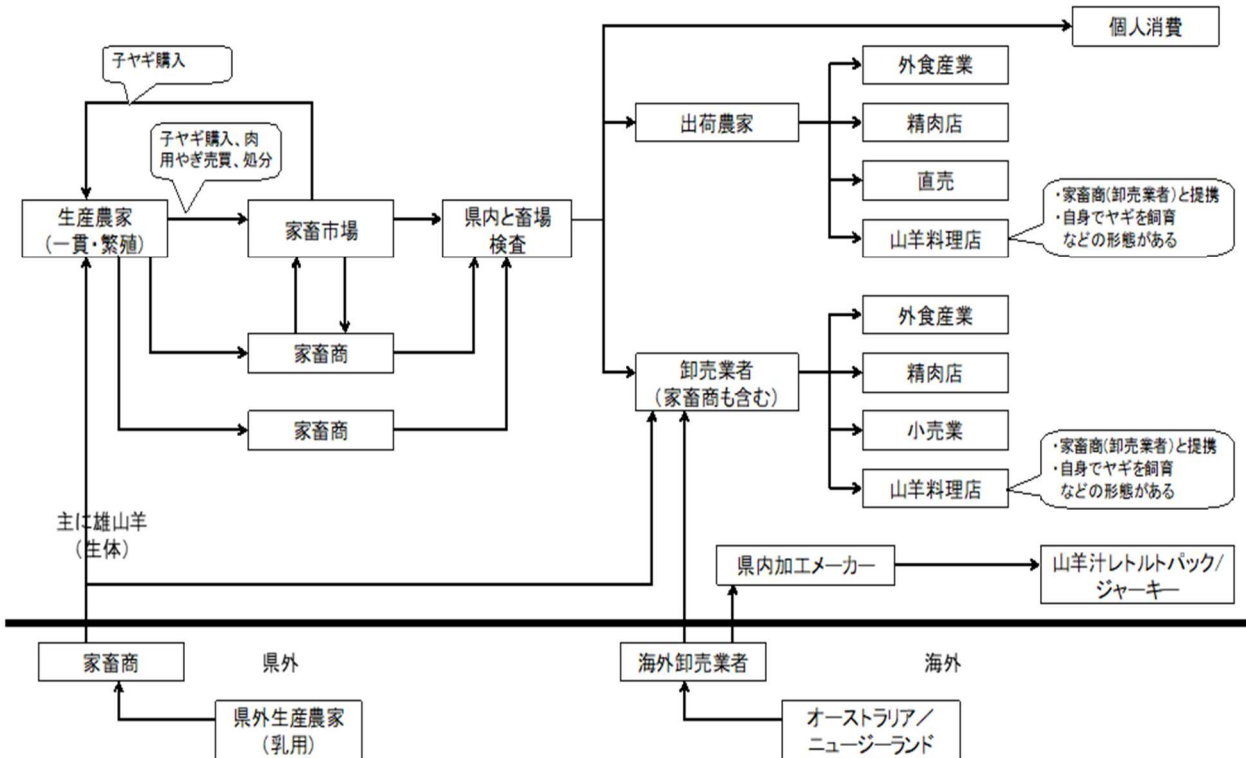 個人消費
子ヤギ購入
外食産業
出荷農家
精肉店
子ヤギ購入、肉
用やぎ売買、処分
直売
・家畜商(卸売業者)と提携
・自身でヤギを飼育
などの形態がある
生産農家
(一貫・繁殖)
家畜市場
県内と畜場
検査
山羊料理店
外食産業
家畜商
卸売業者
(家畜商も含む)
精肉店
家畜商
小売業
・家畜商(卸売業者)と提携
・自身でヤギを飼育
などの形態がある
山羊料理店
主に雄山羊
(生体)
県内加工メーカー
山羊汁レトルトパック/
ジャーキー
家畜商
県外
海外卸売業者
海外
県外生産農家
(乳用)
オーストラリア/
ニュージーランド